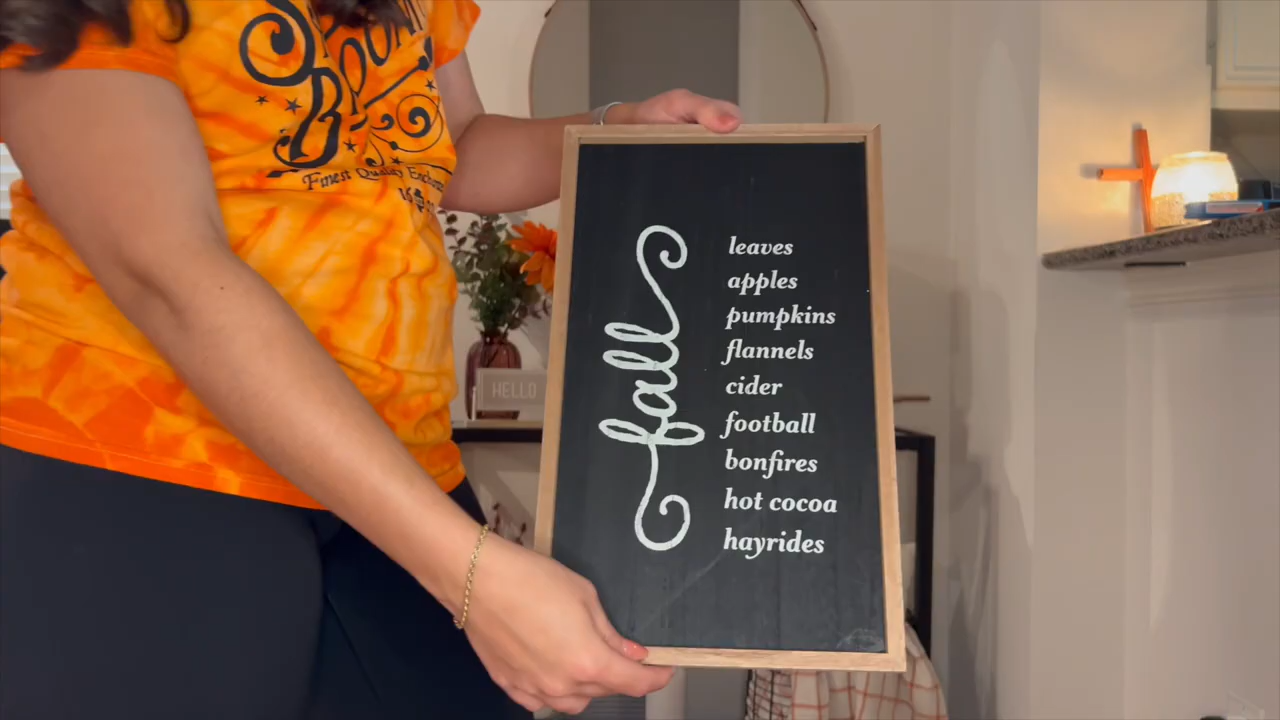 Finest Quality
HELLO
fall
leaves
apples
pumpkins
flannels
cider
football
bonfires
hot cocoa
hayrides